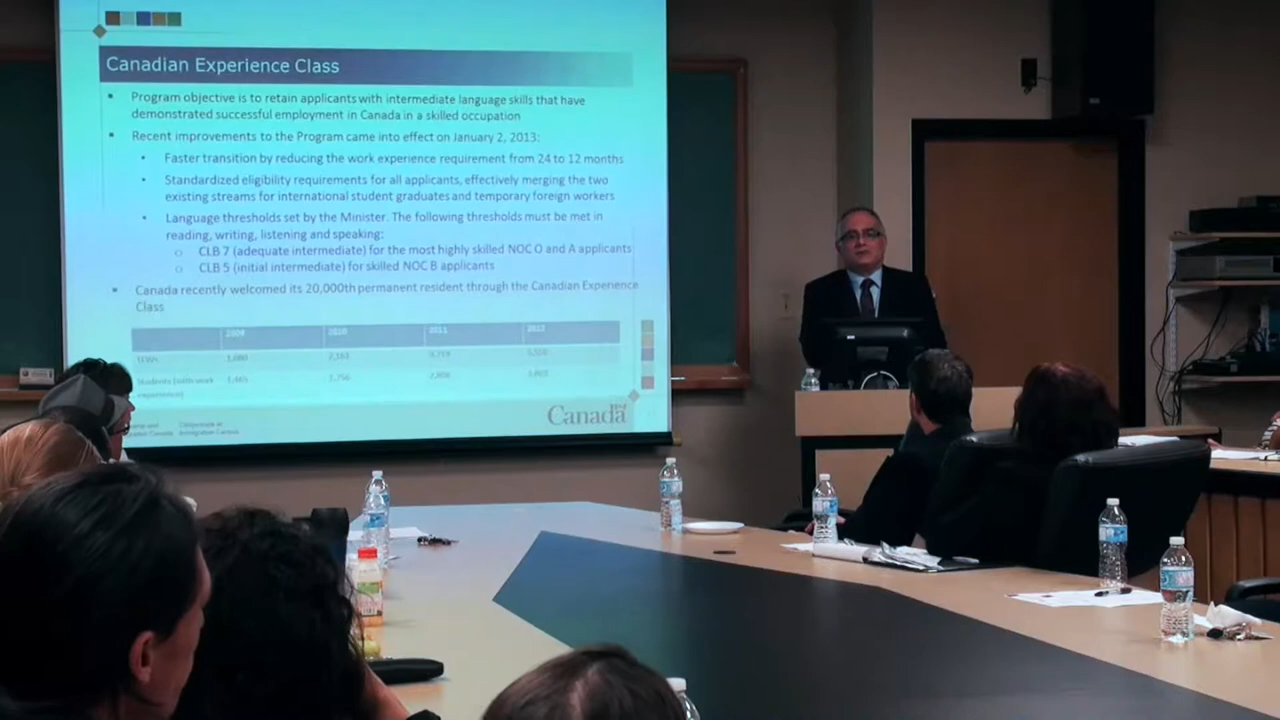 Canadian Experience Class
Program objective is to retain applicants with intermediate language skills that have
demonstrated successful employment in Canada in a skilled occupation
Recent improvements to the Program came into effect on January 2, 2013:
Faster transition by reducing the work experience requirement from 24 to 12 months
Standardized eligibility requirements for all applicants, effectively merging the two
existing streams for international student graduates and temporary foreign workers
Language thresholds set by the Minister. The following thresholds must be met in
reading, writing, listening and speaking:
CLB 7 (adequate intermediate) for the most highly skilled NOC O and A applicants
CLB 5 (initial intermediate) for skilled NOC B applicants
Canada recently welcomed its 20,000th permanent resident through the Canadian Experience
Class
2009 2010 2011 2012
Students (with work
experience)
Canada